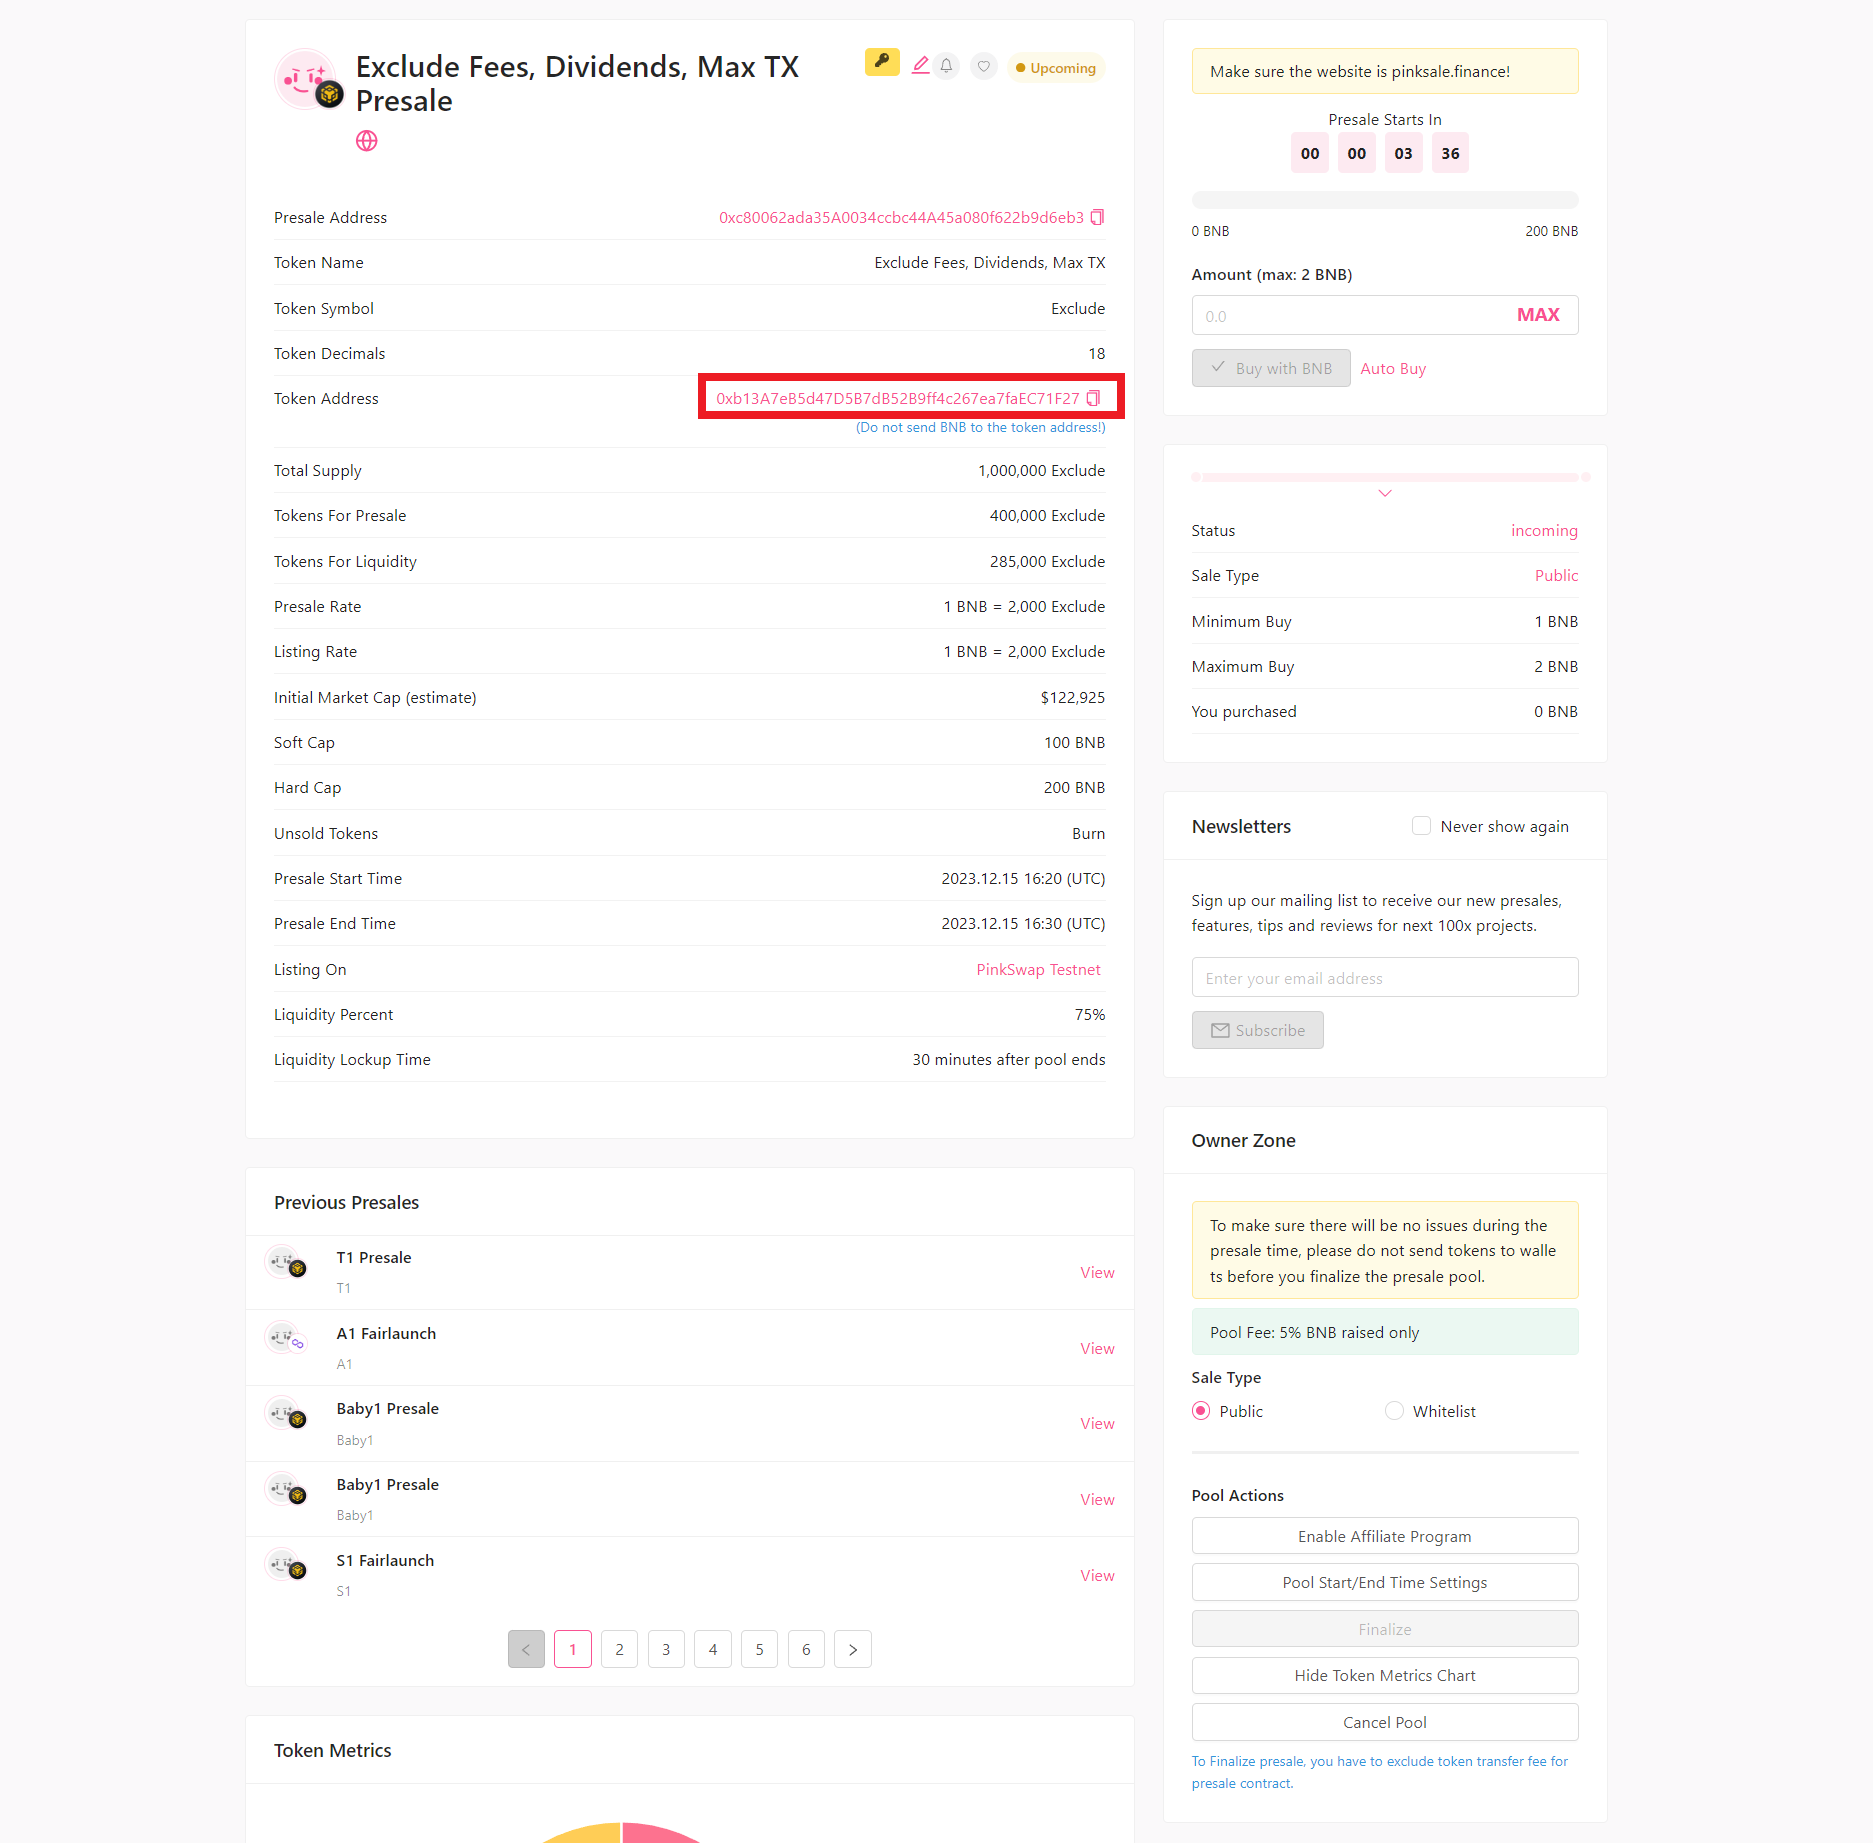 Exclude Fees, Dividends, Max TX
Presale
Upcoming
Presale Address 0xc80062ada35A0034ccbc44A45a080f622b9d6eb3
Token Name Exclude Fees, Dividends, Max TX
Token Symbol Exclude
Token Decimals 18
Token Address 0xb13A7eB5d47D5B7dB52B9ff4c267ea7faEC71F27
(Do not send BNB to the token address!)
Total Supply 1,000,000 Exclude
Tokens For Presale 400,000 Exclude
Tokens For Liquidity 285,000 Exclude
Presale Rate 1 BNB = 2,000 Exclude
Listing Rate 1 BNB = 2,000 Exclude
Initial Market Cap (estimate) $122,925
Soft Cap 100 BNB
Hard Cap 200 BNB
Unsold Tokens Burn
Presale Start Time 2023.12.15 16:20 (UTC)
Presale End Time 2023.12.15 16:30 (UTC)
Listing On PinkSwap Testnet
Liquidity Percent 75%
Liquidity Lockup Time 30 minutes after pool ends
Previous Presales
T1 Presale
T1
View
A1 Fairlaunch
A1
View
Baby1 Presale
Baby1
View
Baby1 Presale
Baby1
View
S1 Fairlaunch
S1
View
< 1 2 3 4 5 6 >
Token Metrics
Make sure the website is pinksale.finance!
Presale Starts In
00 00 03 36
0 BNB 200 BNB
Amount (max: 2 BNB)
0.0 MAX
Buy with BNB Auto Buy
Status incoming
Sale Type Public
Minimum Buy 1 BNB
Maximum Buy 2 BNB
You purchased 0 BNB
Newsletters Never show again
Sign up our mailing list to receive our new presales,
features, tips and reviews for next 100x projects.
Enter your email address
Subscribe
Owner Zone
To make sure there will be no issues during the
presale time, please do not send tokens to walle
ts before you finalize the presale pool.
Pool Fee: 5% BNB raised only
Sale Type
Public Whitelist
Pool Actions
Enable Affiliate Program
Pool Start/End Time Settings
Finalize
Hide Token Metrics Chart
Cancel Pool
To Finalize presale, you have to exclude token transfer fee for
presale contract.